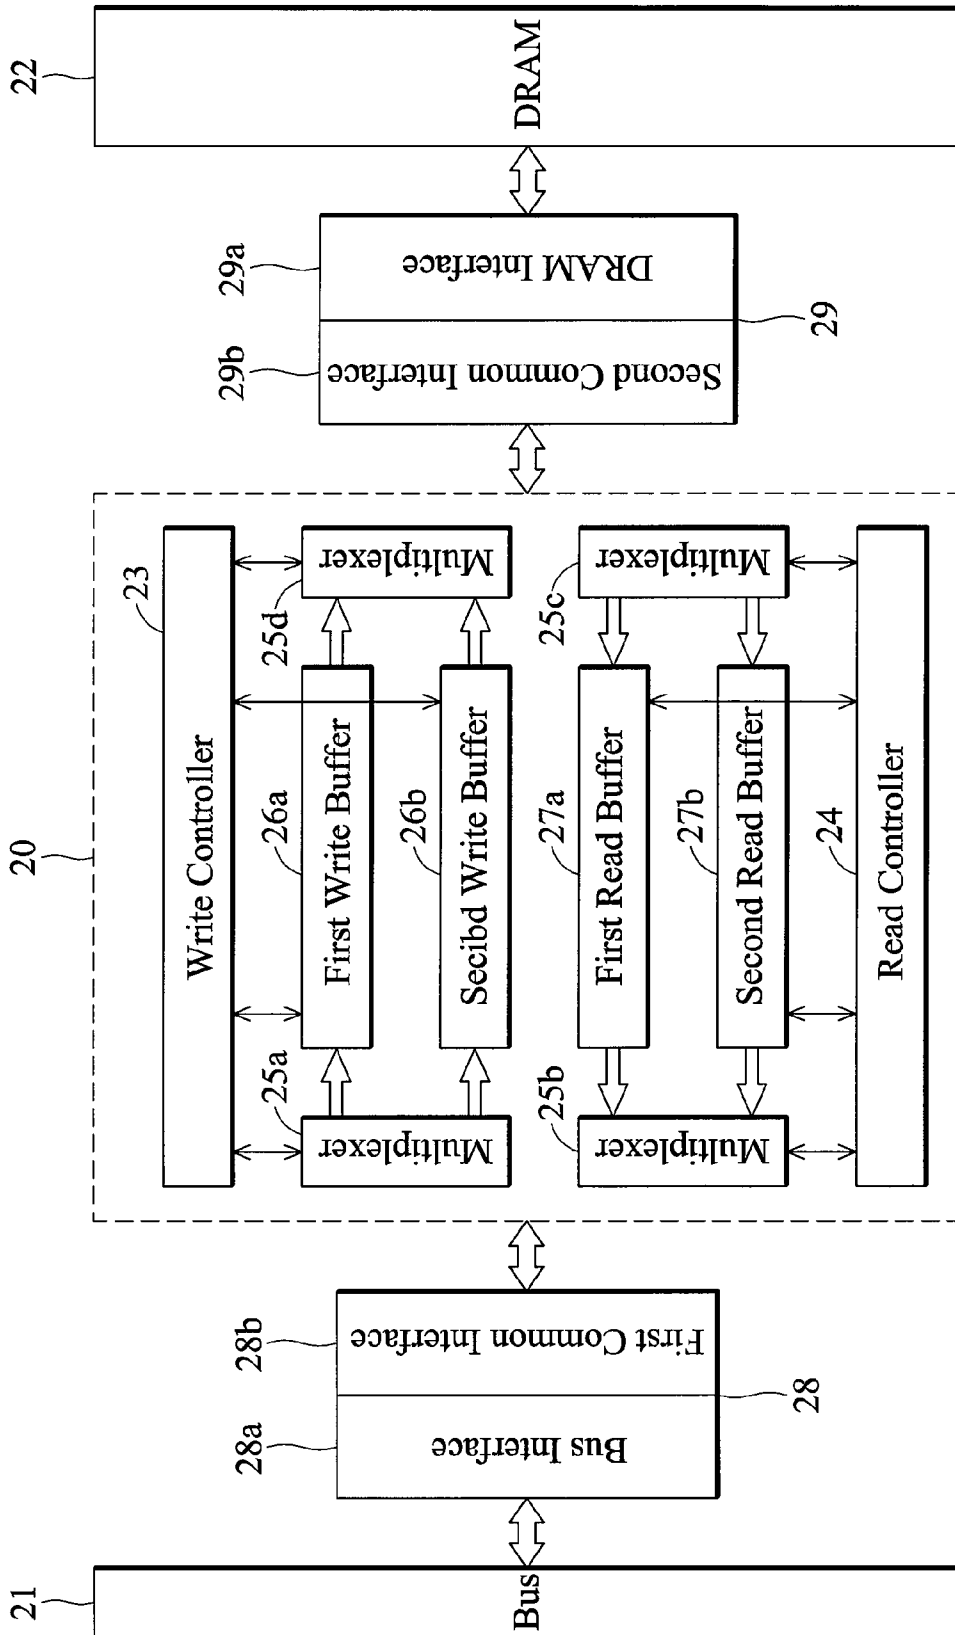 22
DRAM
29a
DRAM Interface
29b
Second Common Interface
29
20
23
Write Controller
25d
Multiplexer
26a
First Write Buffer
26b
Secibd Write Buffer
25a
Multiplexer
25c
Multiplexer
27a
First Read Buffer
27b
Second Read Buffer
25b
Multiplexer
24
Read Controller
28b
First Common Interface
28a
Bus Interface
28
21
Bus